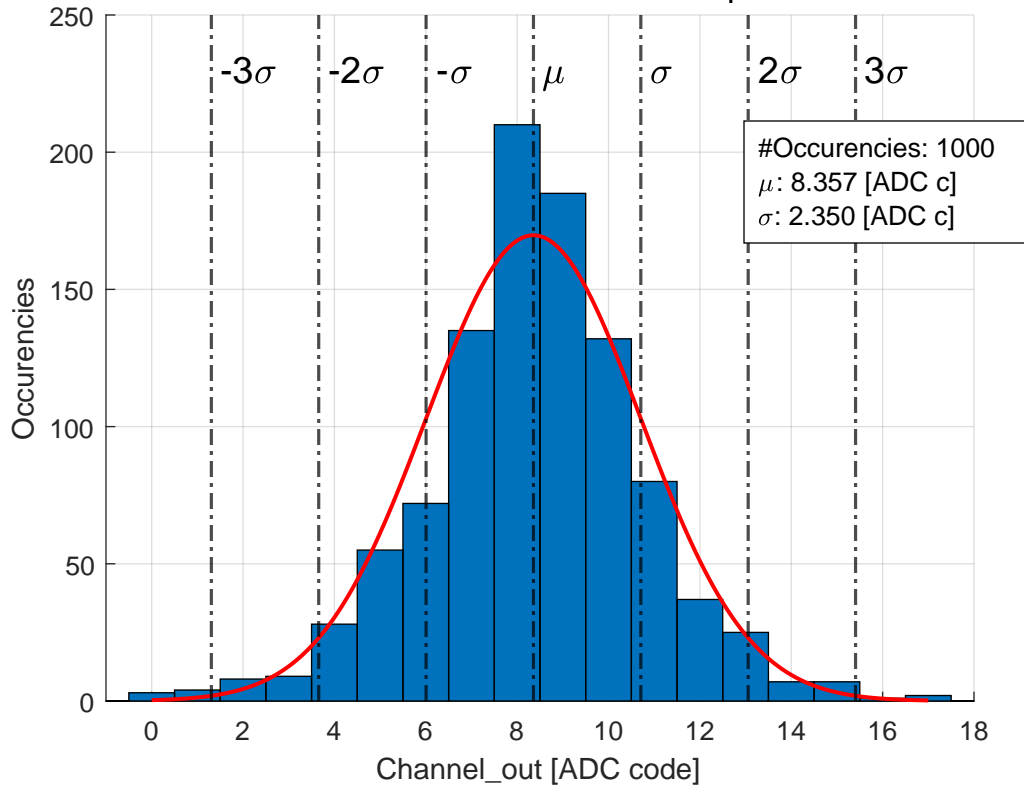 250
200
150
100
50
0
-3σ
-2σ
-σ
μ
σ
2σ
3σ
#Occurencies: 1000
μ: 8.357 [ADC c]
σ: 2.350 [ADC c]
Occurencies
0 2 4 6 8 10 12 14 16 18
Channel_out [ADC code]